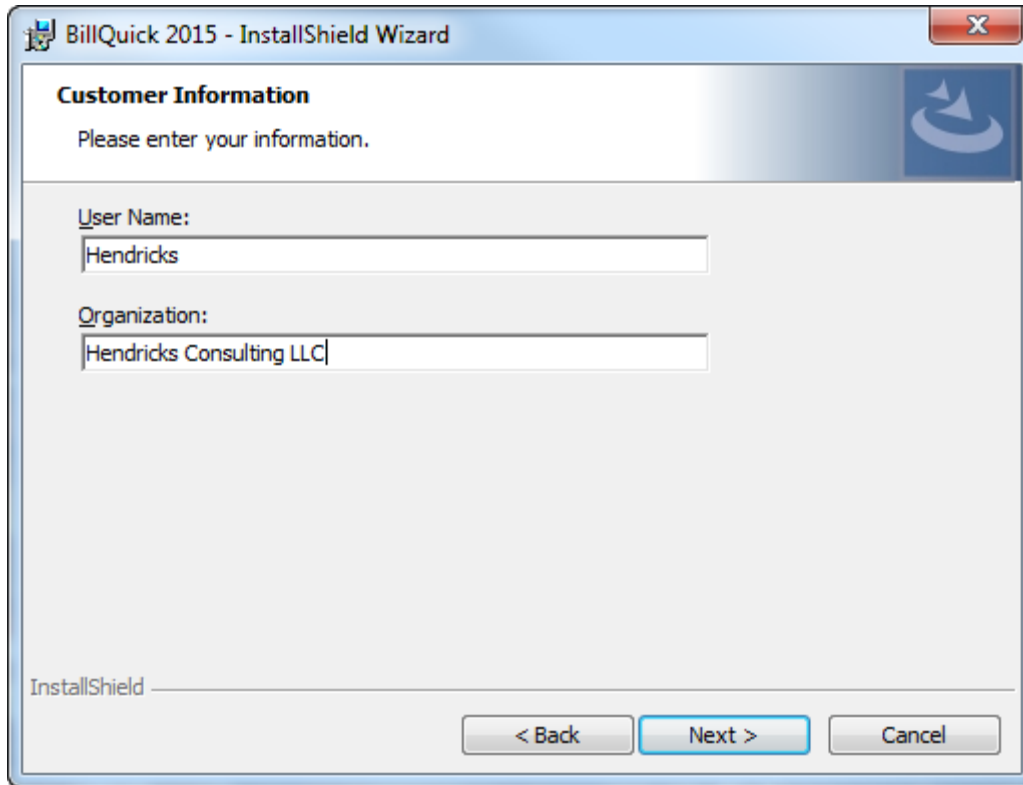 BillQuick 2015 - InstallShield Wizard
Customer Information
Please enter your information.
User Name:
Hendricks
Organization:
Hendricks Consulting LLC
InstallShield
< Back Next > Cancel